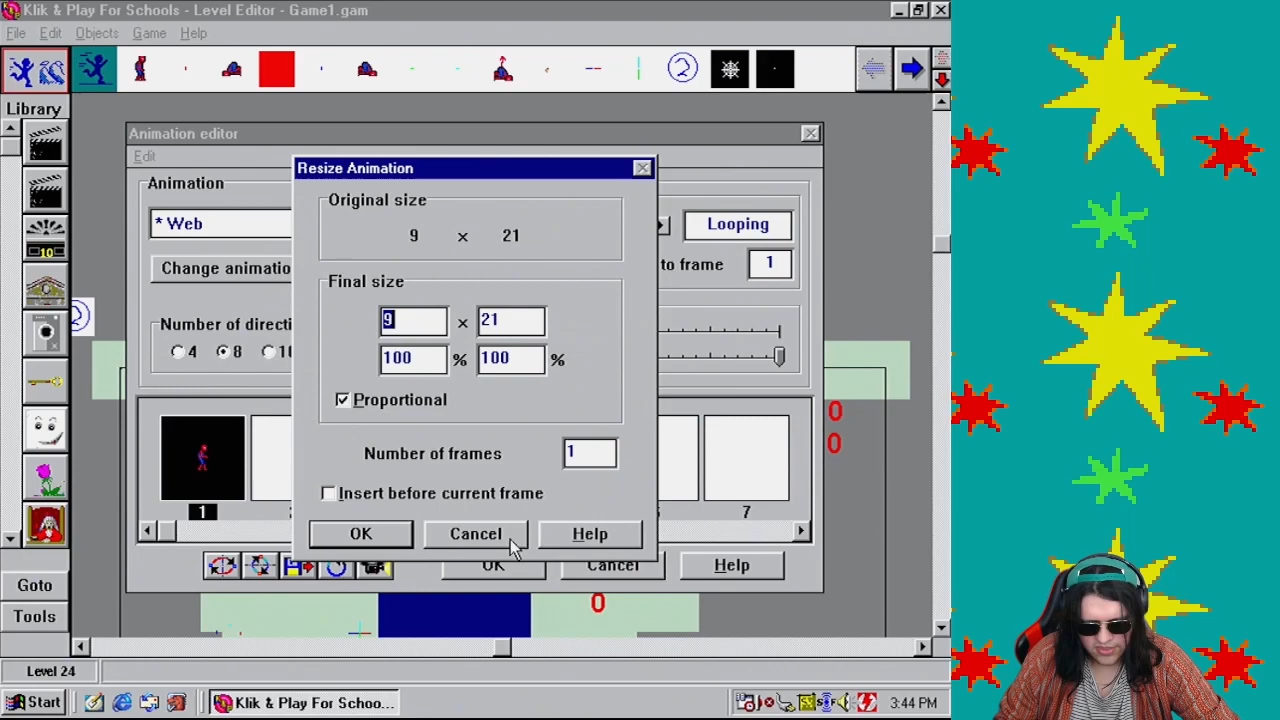 Klik & Play For Schools - Level Editor - Game1.gam
File Edit Objects Game Help
Library
10
Animation editor
Edit
Animation
* Web
Looping
Change animatio
to frame 1
Number of directi
4 8 1
Resize Animation
Original size
9 × 21
Final size
9 × 21
100 % 100 %
Proportional
Number of frames 1
Insert before current frame
OK Cancel Help
1 7
OK Cancel Help
0
0
0
Goto
Tools
Level 24
Start Klik & Play For Schoo... 3:44 PM